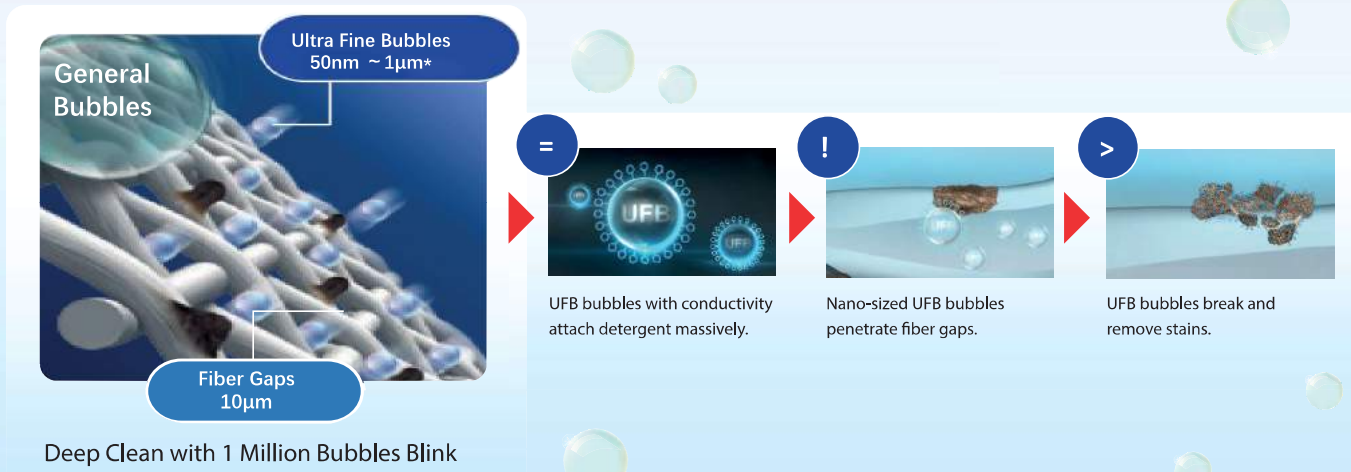 General
Bubbles
Ultra Fine Bubbles
50nm ~1μm*
Fiber Gaps
10μm
Deep Clean with 1 Million Bubbles Blink
=
UFB
UFB
UFB bubbles with conductivity
attach detergent massively.
!
UFB
Nano-sized UFB bubbles
penetrate fiber gaps.
>
UFB bubbles break and
remove stains.